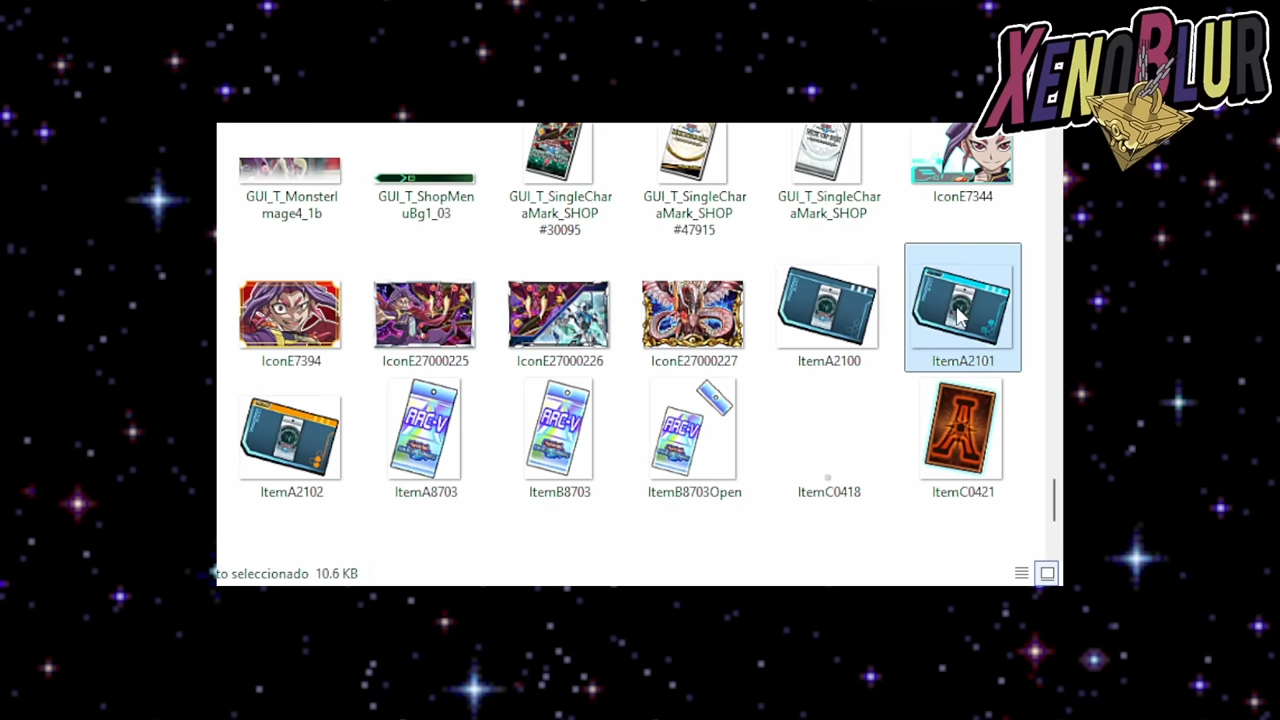 XENOBLUR
GUI_T_MonsterI
mage4_1b
GUI_T_ShopMen
uBg1_03
GUI_T_SingleChar
aMark_SHOP
#30095
GUI_T_SingleChar
aMark_SHOP
#47915
GUI_T_SingleChar
aMark_SHOP
IconE7344
IconE7394
IconE27000225
IconE27000226
IconE27000227
ItemA2100
ItemA2101
ARC-V
ARC-V
ARC-V
A
ItemA2102
ItemA8703
ItemB8703
ItemB8703Open
ItemC0418
ItemC0421
to seleccionado 10.6 KB